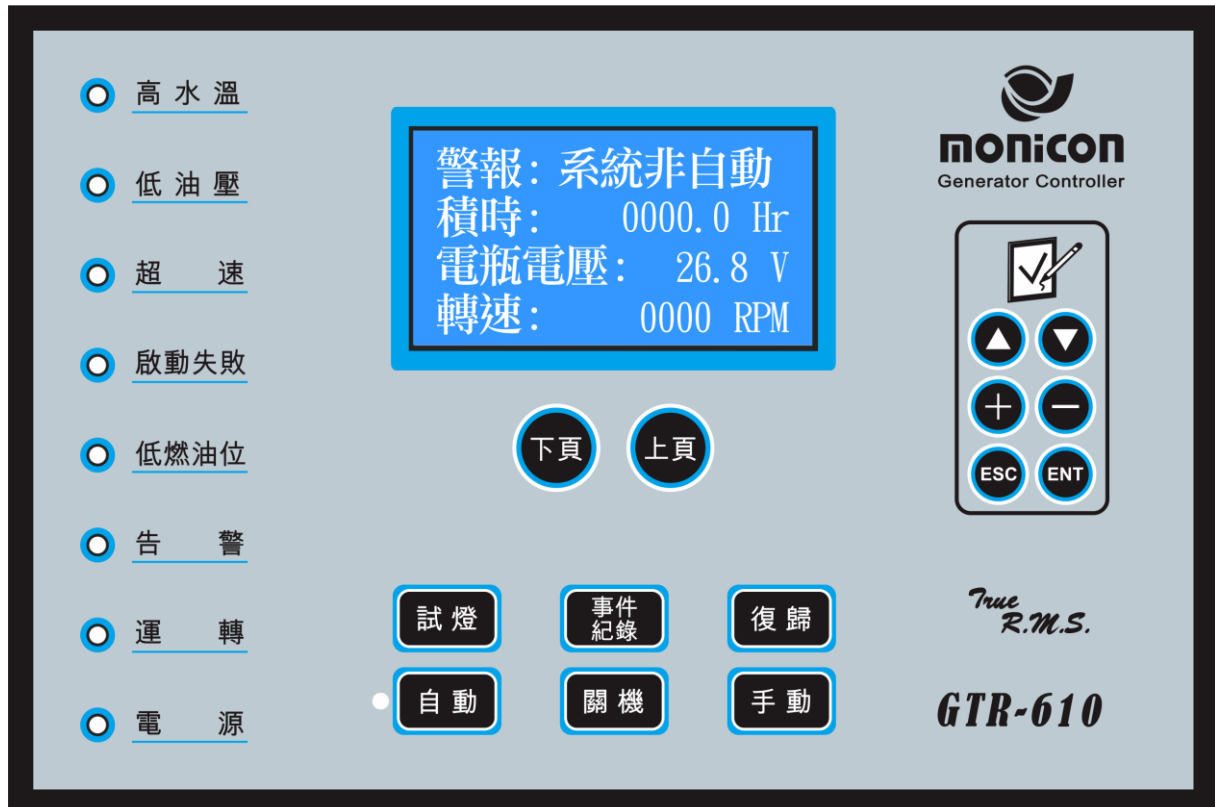 高水溫
低油壓
超速
啟動失敗
低燃油位
告警
運轉
電源
警報: 系統非自動
積時: 0000.0 Hr
電瓶電壓: 26.8 V
轉速: 0000 RPM
下頁
上頁
試燈
事件
紀錄
復歸
自動
關機
手動
monicon
Generator Controller
ESC
ENT
True
R.M.S.
GTR-610